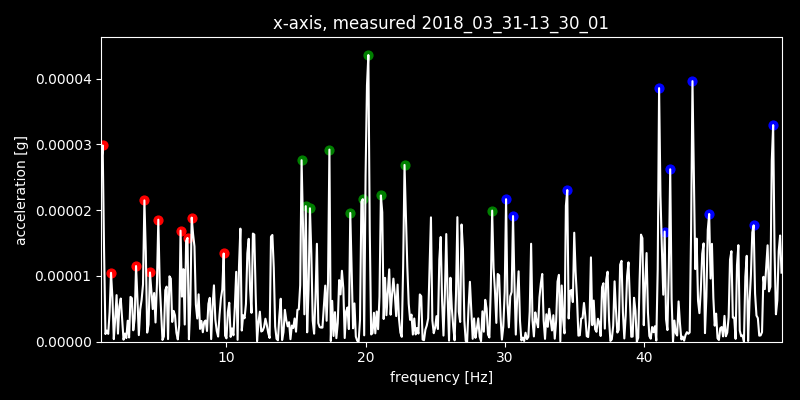 x-axis, measured 2018_03_31-13_30_01
0.00004
0.00003
0.00002
0.00001
0.00000
acceleration [g]
10 20 30 40
frequency [Hz]